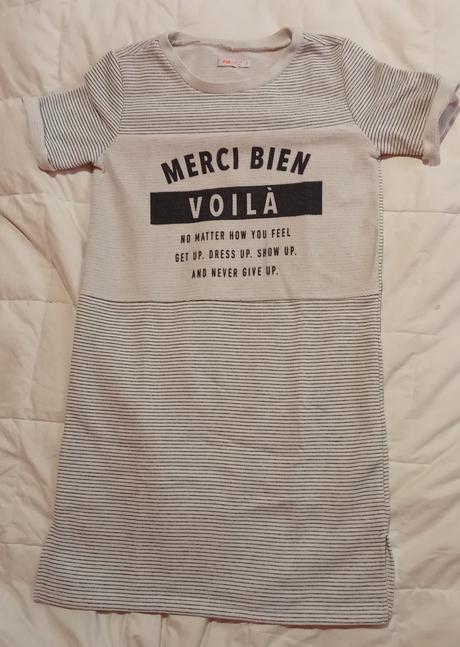 MERCI BIEN
VOILÀ
NO MATTER HOW YOU FEEL
GET UP. DRESS UP. SHOW UP.
AND NEVER GIVE UP.